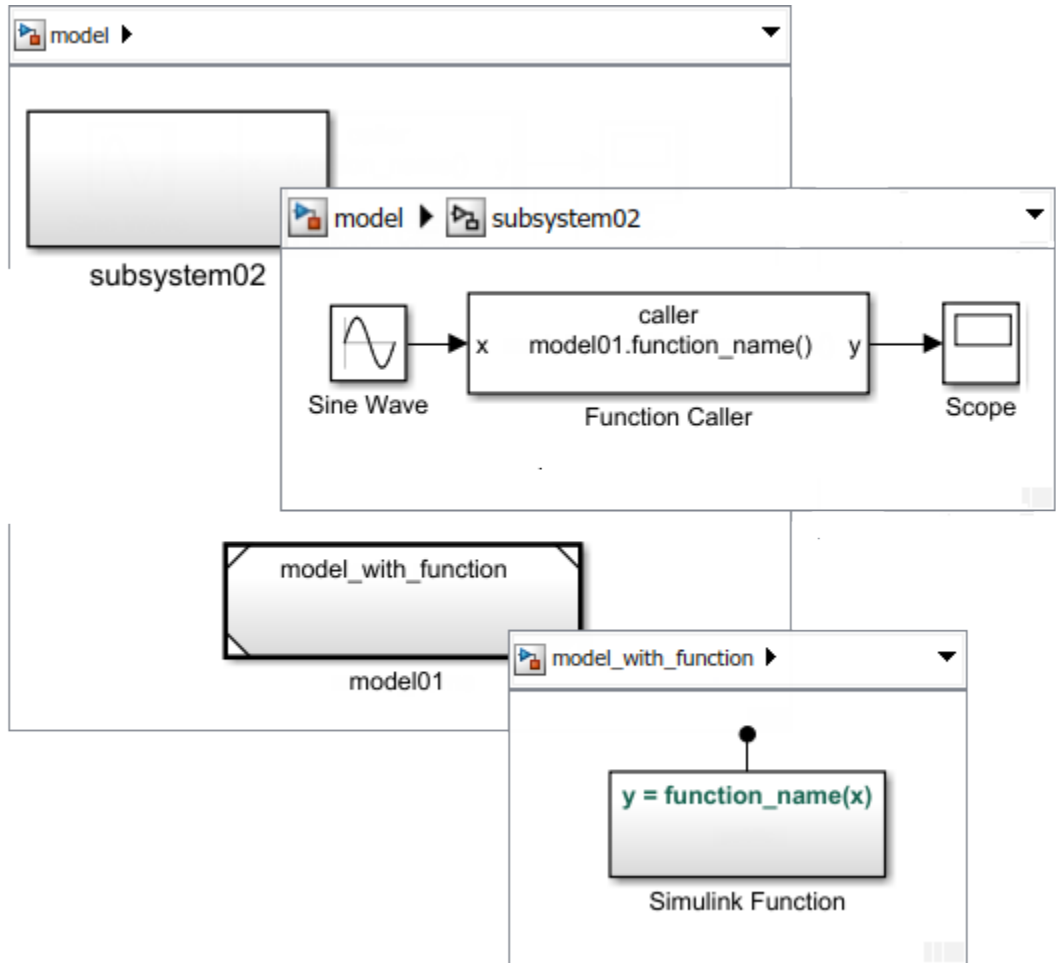 model
subsystem02
model subsystem02
caller
x model01.function_name() y
Sine Wave
Function Caller
Scope
model_with_function
model01
model_with_function
y = function_name(x)
Simulink Function